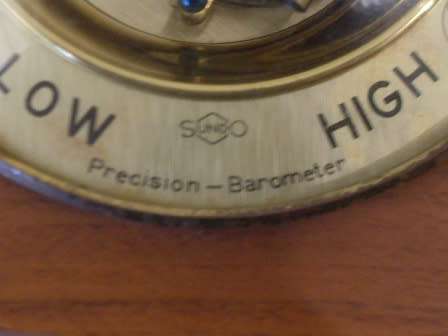 LOW
HIGH
SUNDO
Precision – Barometer